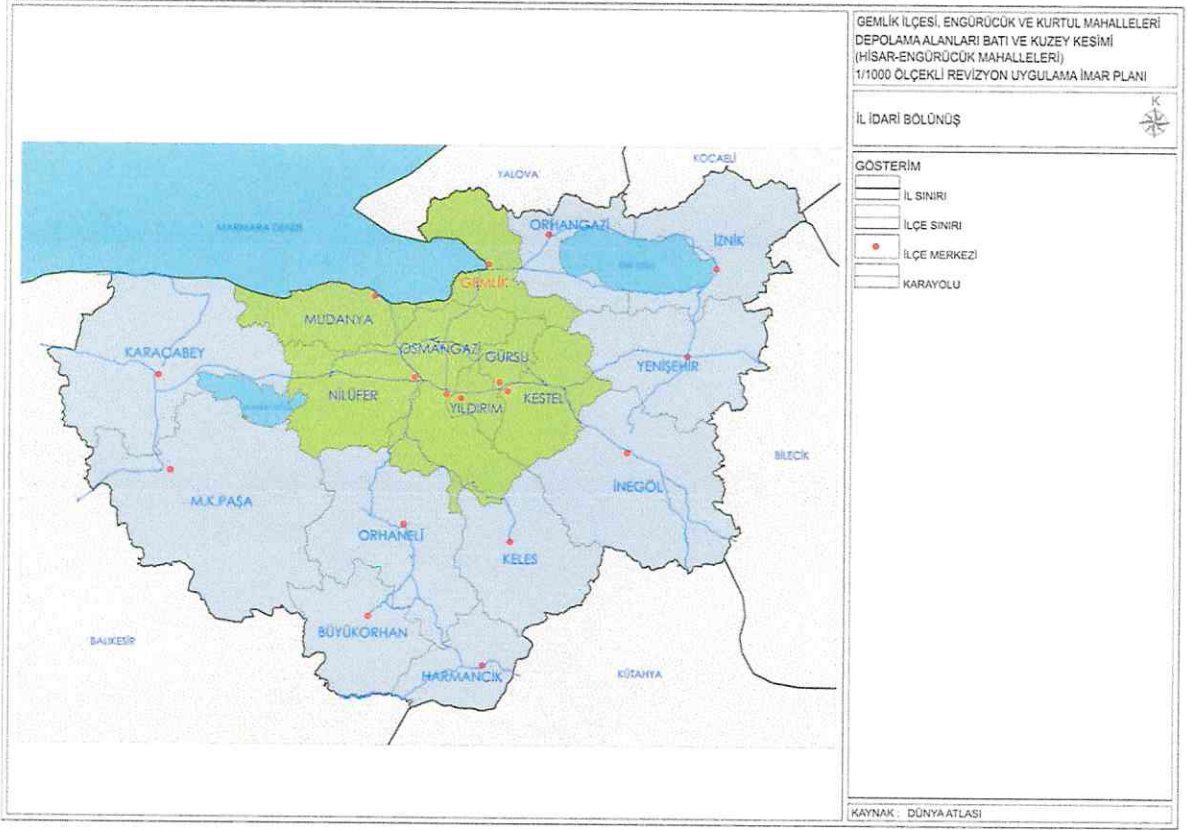 GEMLİK İLÇESİ, ENGÜRÜCÜK VE KURTUL MAHALLELERİ
DEPOLAMA ALANLARI BATI VE KUZEY KESİMİ
(HİSAR-ENGÜRÜCÜK MAHALLELERİ)
1/1000 ÖLÇEKLİ REVİZYON UYGULAMA İMAR PLANI
K
İL İDARİ BÖLÜNÜŞ
GÖSTERİM
İL SINIRI
İLÇE SINIRI
İLÇE MERKEZİ
KARAYOLU
KOCAELİ
YALOVA
MARMARA DENİZİ
ORHANGAZİ
İZNİK
GEMLİK
MUDANYA
OSMANGAZİ
GÜRSU
KARACABEY
YENİŞEHİR
NİLÜFER
YILDIRIM
KESTEL
BİLECİK
M.K.PAŞA
İNEGÖL
ORHANELİ
KELES
BÜYÜKORHAN
BALIKESİR
HARMANCIK
KÜTAHYA
KAYNAK : DÜNYA ATLASI